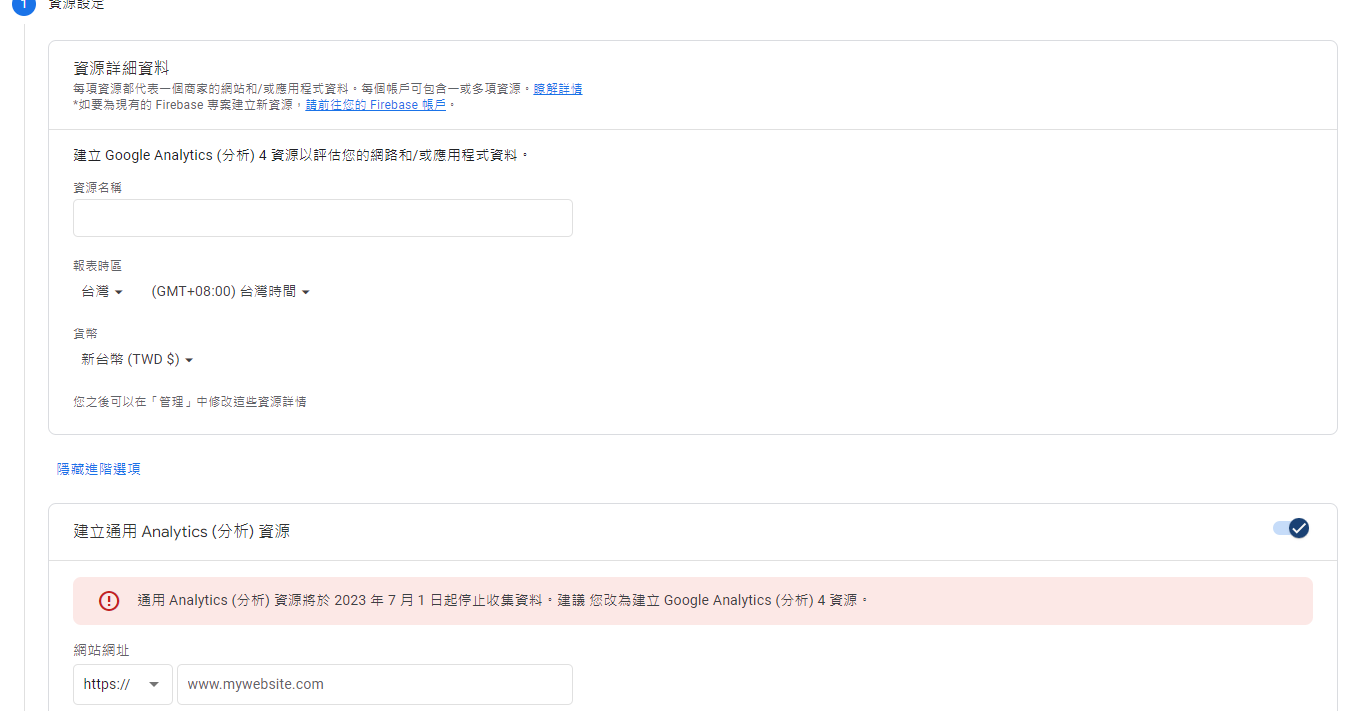 1 資源設定
資源詳細資料
每項資源都代表一個商家的網站和/或應用程式資料。每個帳戶可包含一或多項資源。瞭解詳情
*如要為現有的 Firebase 專案建立新資源，請前往您的 Firebase 帳戶。
建立 Google Analytics (分析) 4 資源以評估您的網路和/或應用程式資料。
資源名稱
報表時區
台灣 (GMT+08:00) 台灣時間
貨幣
新台幣 (TWD $)
您之後可以在「管理」中修改這些資源詳情
隱藏進階選項
建立通用 Analytics (分析) 資源
通用 Analytics (分析) 資源將於 2023 年 7 月 1 日起停止收集資料。建議 您改為建立 Google Analytics (分析) 4 資源。
網站網址
https:// www.mywebsite.com